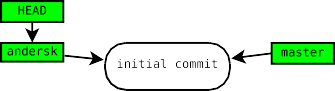 HEAD
andersk
initial commit
master